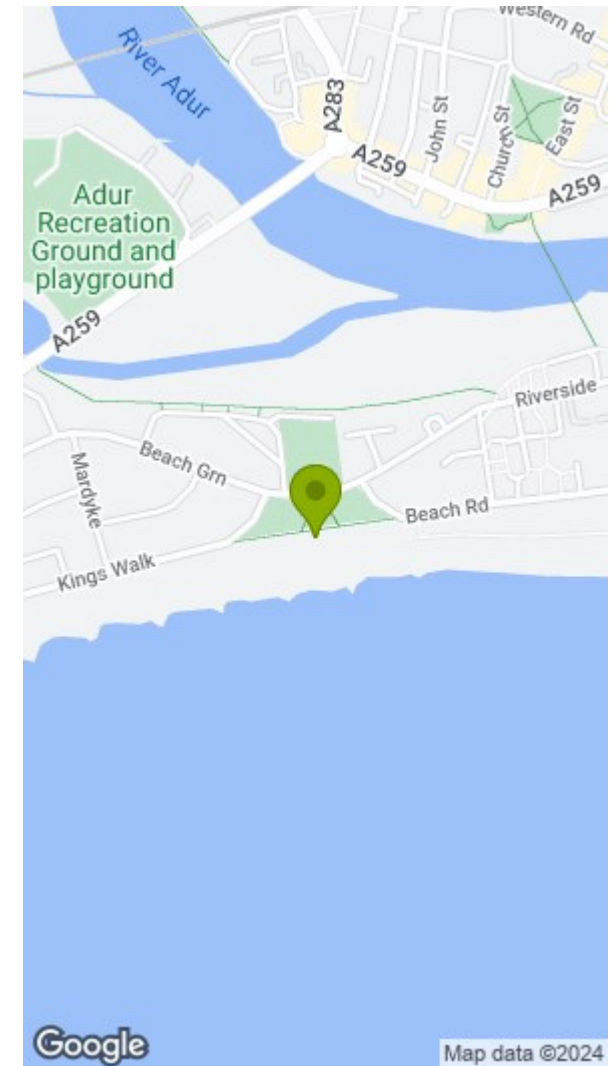 Western Rd
River Adur
A283
John St
Church St
East St
A259
A259
Adur
Recreation
Ground and
playground
A259
Riverside
Beach Grn
Mardyke
Beach Rd
Kings Walk
Google
Map data ©2024